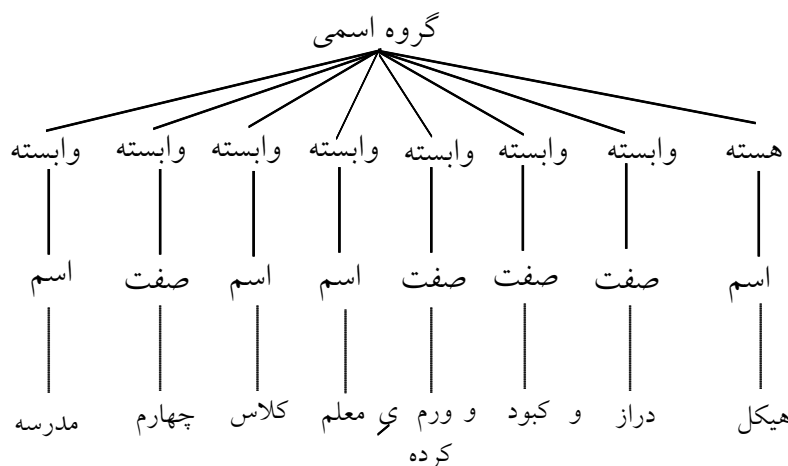 گروه اسمی
هسته وابسته وابسته وابسته وابسته وابسته وابسته وابسته
اسم صفت صفت صفت اسم اسم صفت اسم
هیکل دراز و کبود و ورم یِ معلم کلاس چهارم مدرسه
کرده